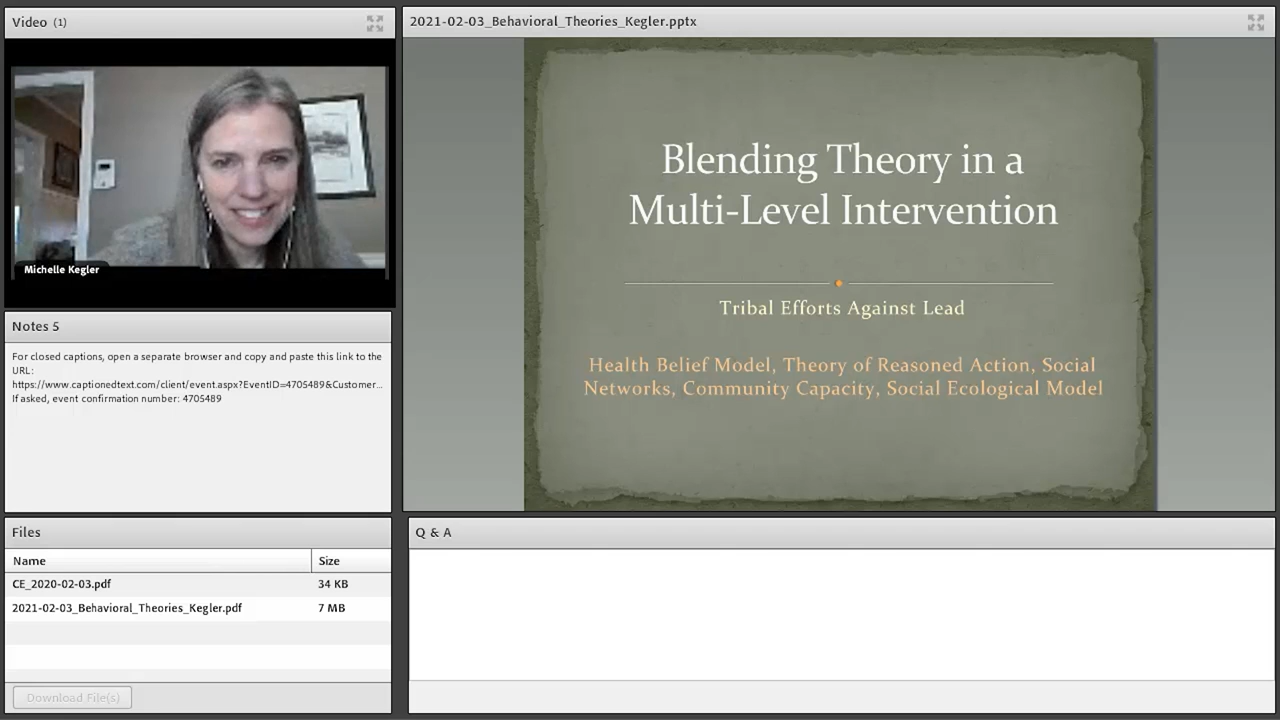 Video (1)
Michelle Kegler
Notes 5
For closed captions, open a separate browser and copy and paste this link to the
URL:
https://www.captionedtext.com/client/event.aspx?EventID=4705489&Customer...
If asked, event confirmation number: 4705489
Files
Name Size
CE_2020-02-03.pdf 34 KB
2021-02-03_Behavioral_Theories_Kegler.pdf 7 MB
Download File(s)
2021-02-03_Behavioral_Theories_Kegler.pptx
Blending Theory in a
Multi-Level Intervention
Tribal Efforts Against Lead
Health Belief Model, Theory of Reasoned Action, Social
Networks, Community Capacity, Social Ecological Model
Q & A